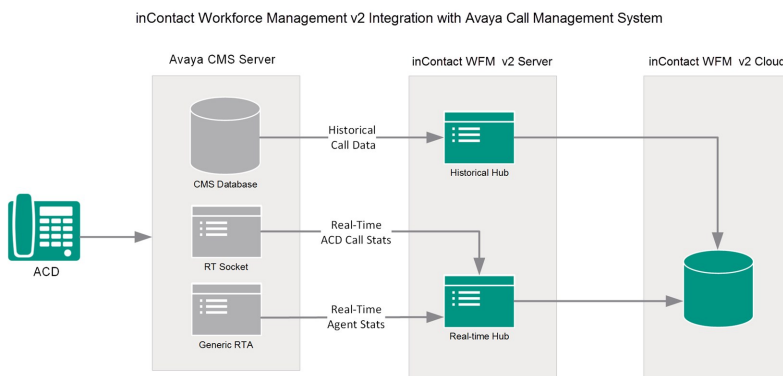 inContact Workforce Management v2 Integration with Avaya Call Management System
Avaya CMS Server
inContact WFM v2 Server
inContact WFM v2 Cloud
Historical
Call Data
CMS Database
Historical Hub
Real-Time
ACD Call Stats
RT Socket
ACD
Real-Time
Agent Stats
Generic RTA
Real-time Hub